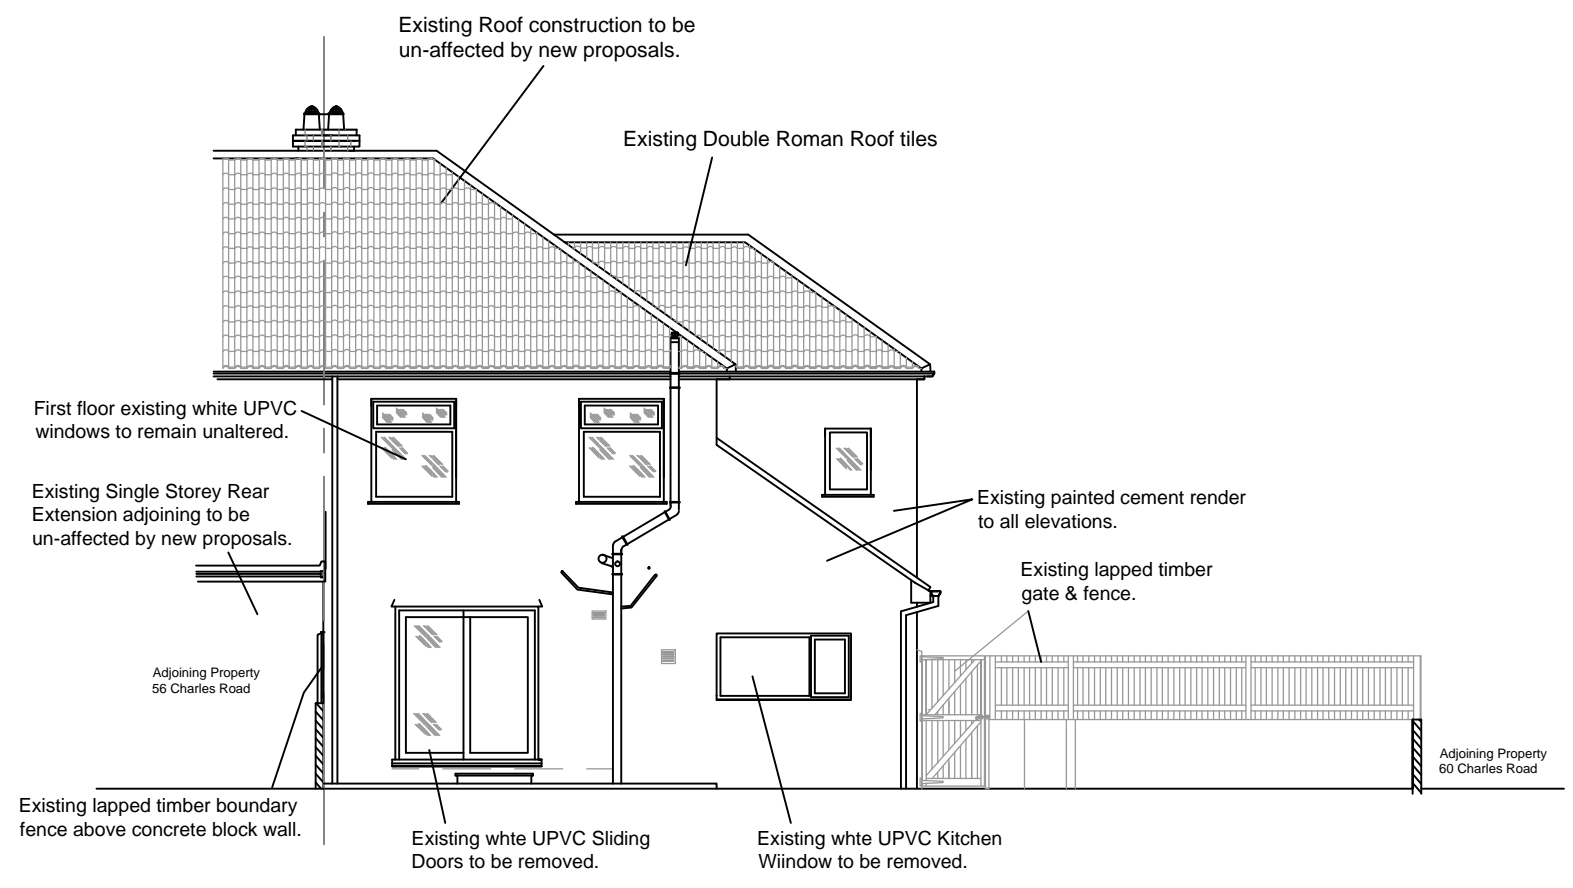 Existing Roof construction to be
un-affected by new proposals.
Existing Double Roman Roof tiles
First floor existing white UPVC
windows to remain unaltered.
Existing Single Storey Rear
Extension adjoining to be
un-affected by new proposals.
Existing painted cement render
to all elevations.
Existing lapped timber
gate & fence.
Adjoining Property
56 Charles Road
Adjoining Property
60 Charles Road
Existing lapped timber boundary
fence above concrete block wall.
Existing whte UPVC Sliding
Doors to be removed.
Existing whte UPVC Kitchen
Wiindow to be removed.